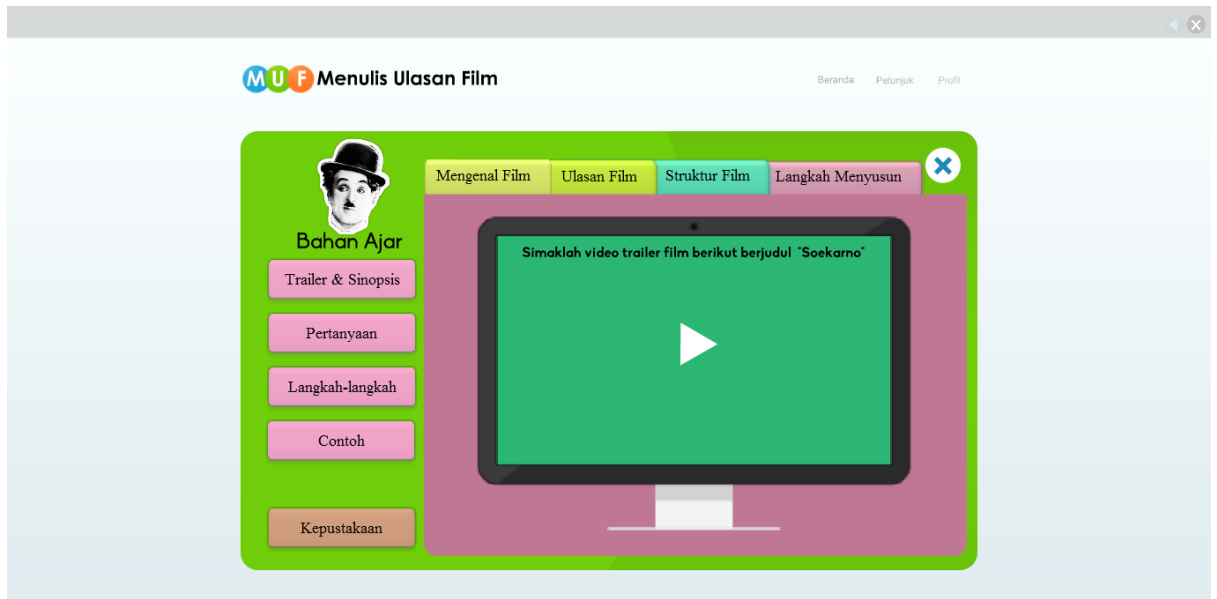 MUF Menulis Ulasan Film
Beranda Petunjuk Profil
Mengenal Film Ulasan Film Struktur Film Langkah Menyusun
Bahan Ajar
Simaklah video trailer film berikut berjudul "Soekarno"
Trailer & Sinopsis
Pertanyaan
Langkah-langkah
Contoh
Kepustakaan